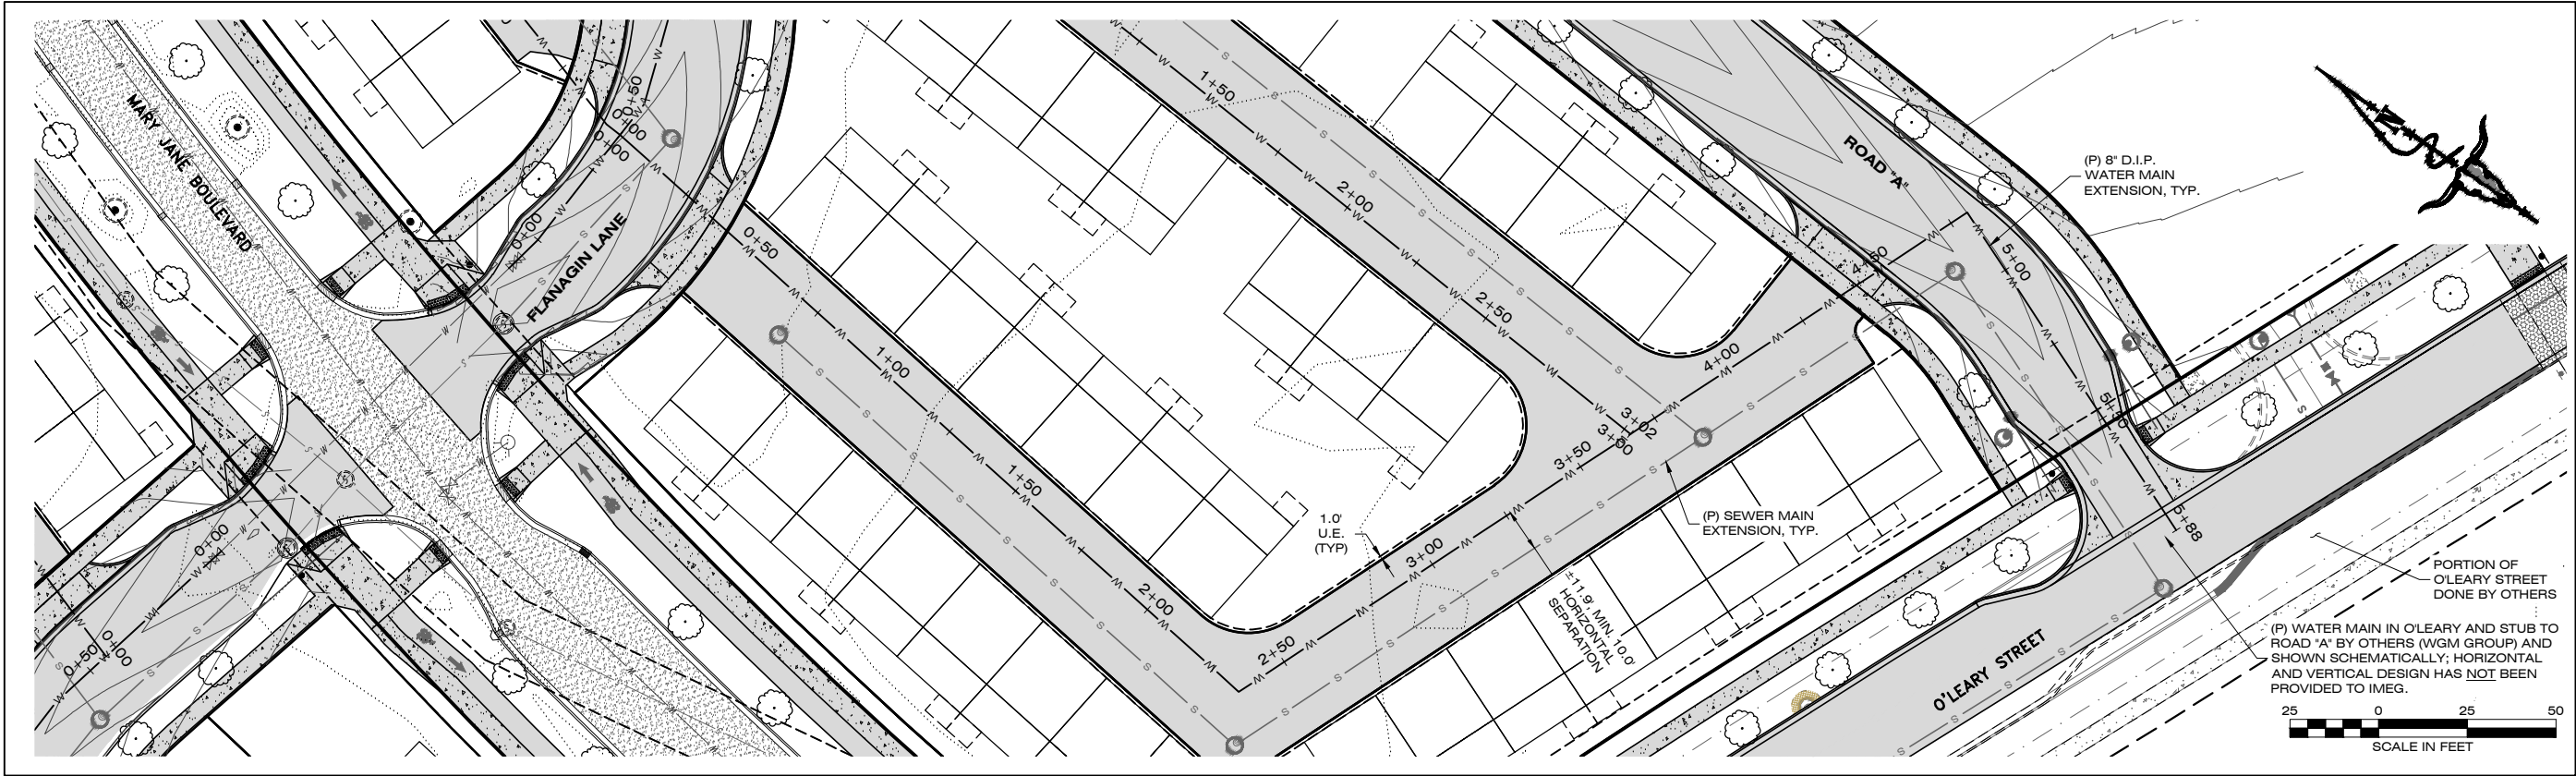 MARY JANE BOULEVARD
FLANAGIN LANE
0+50
0+00
0+00
0+00
0+50
1+00
1+50
2+00
2+50
3+00
3+50
3+00
3+02
4+00
4+50
5+00
5+50
5+88
1+50
2+00
2+50
0+00
0+50
0+00
ROAD "A"
N
(P) 8" D.I.P.
WATER MAIN
EXTENSION, TYP.
1.0'
U.E.
(TYP)
(P) SEWER MAIN
EXTENSION, TYP.
±11.9', MIN. 10.0'
HORIZONTAL
SEPARATION
O'LEARY STREET
PORTION OF
O'LEARY STREET
DONE BY OTHERS
(P) WATER MAIN IN O'LEARY AND STUB TO
ROAD "A" BY OTHERS (WGM GROUP) AND
SHOWN SCHEMATICALLY; HORIZONTAL
AND VERTICAL DESIGN HAS NOT BEEN
PROVIDED TO IMEG.
25 0 25 50
SCALE IN FEET